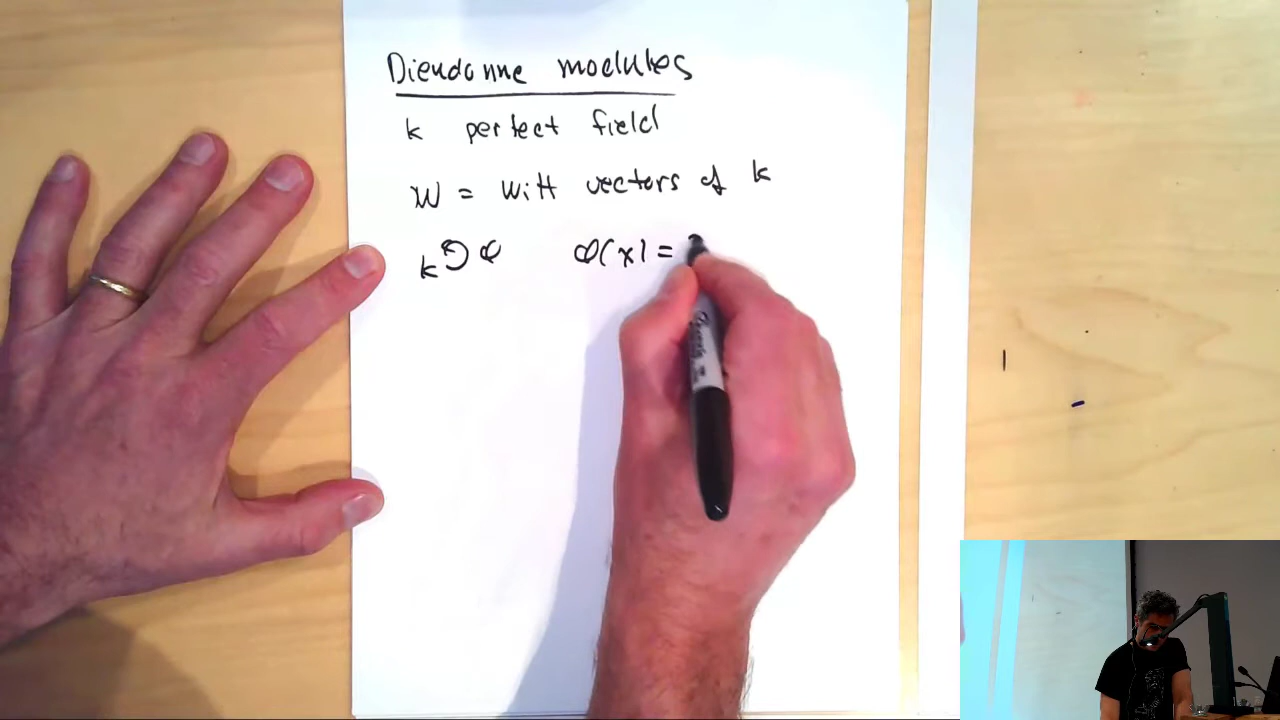 Dieudonne modules
k perfect field
W = Witt vectors of k
k ↺ φ φ(x) =